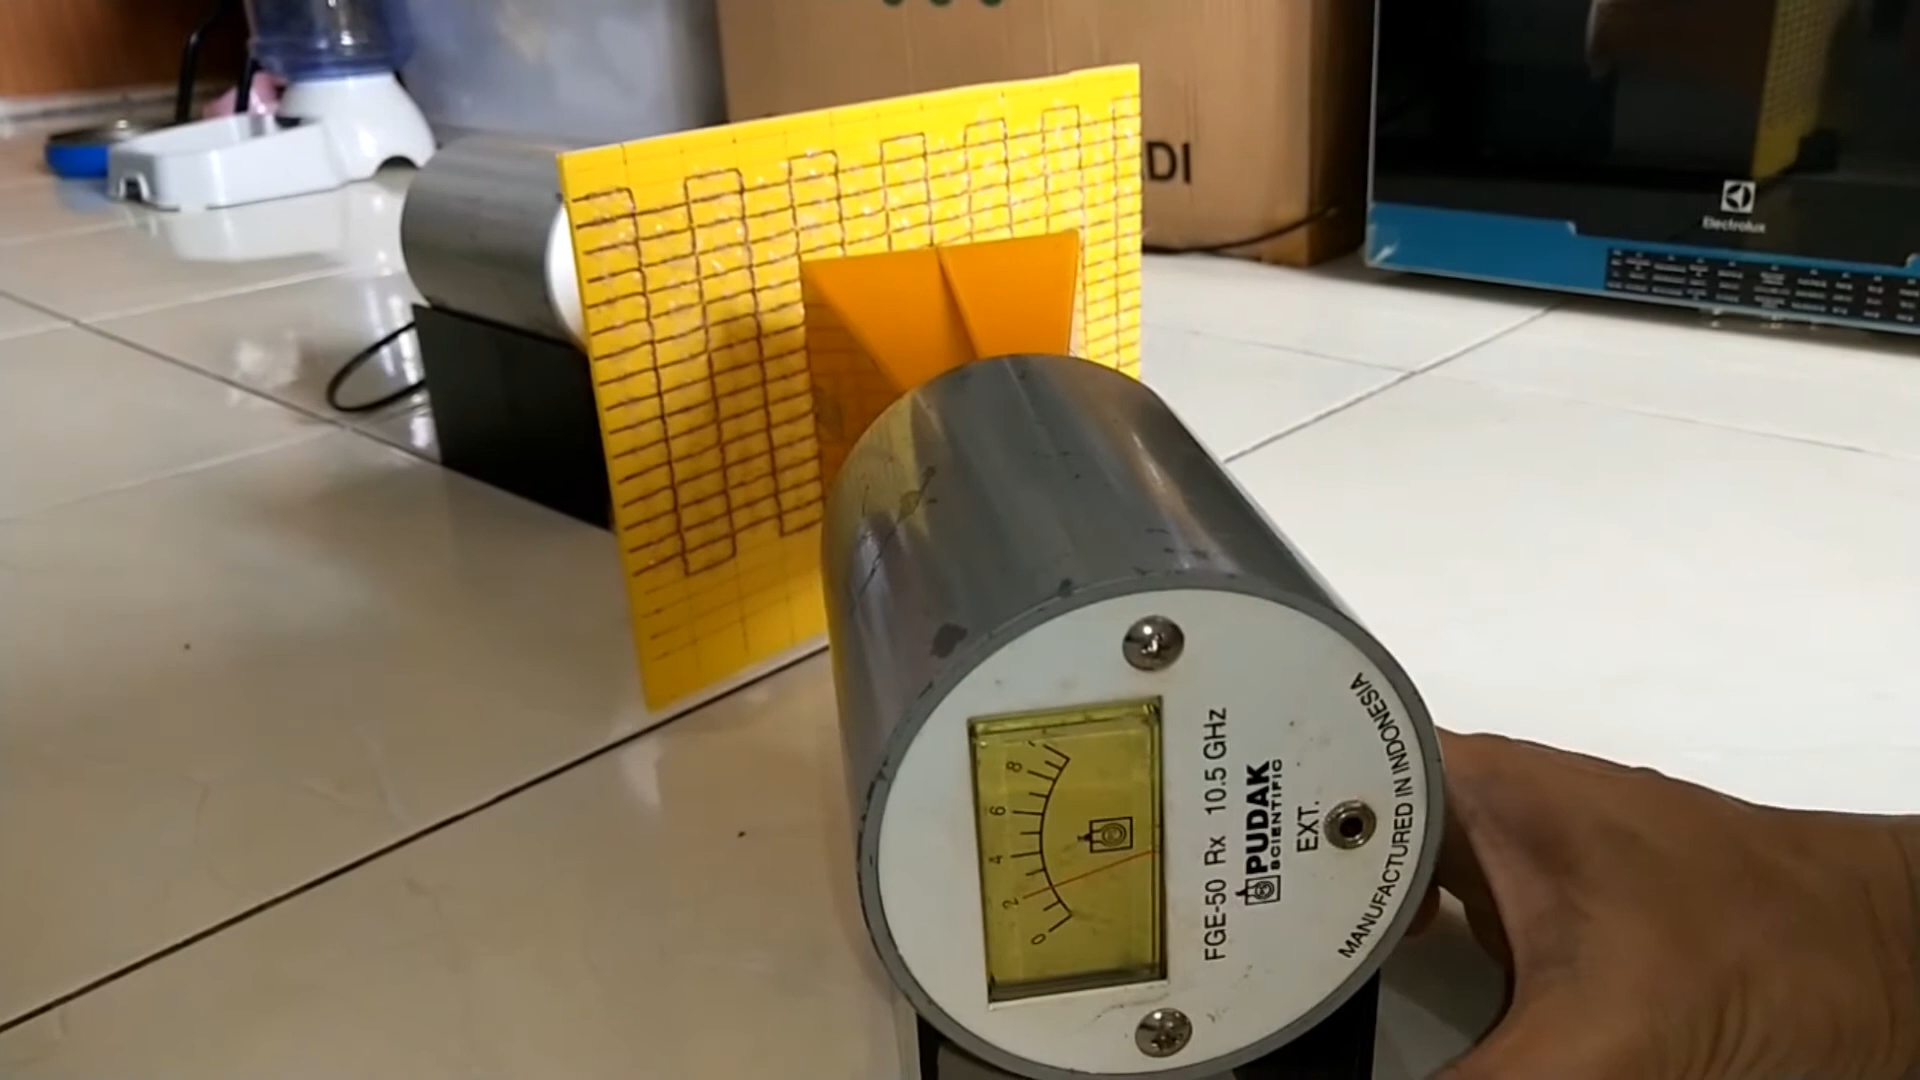 DI
Electrolux
8
6
4
2
0
FGE-50 Rx 10.5 GHz
PUDAK
SCIENTIFIC
EXT.
MANUFACTURED IN INDONESIA